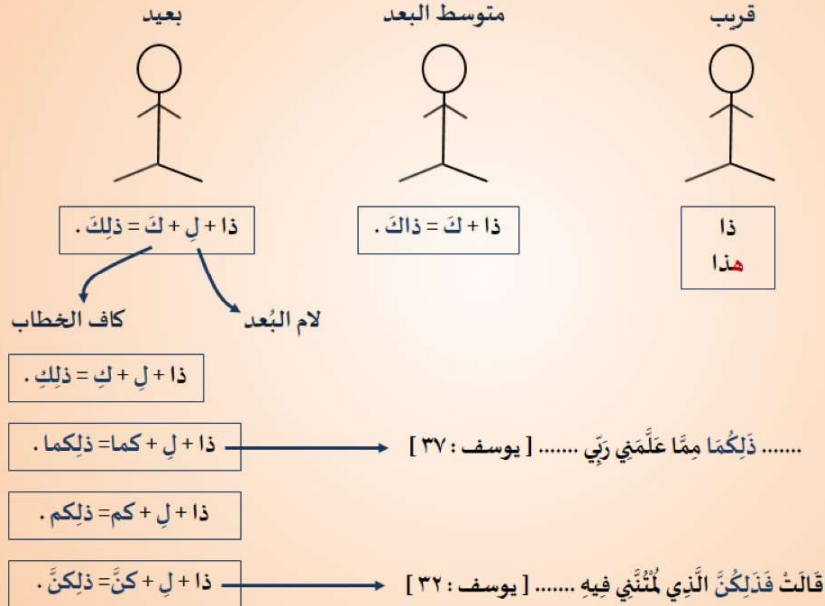 قريب
متوسط البعد
بعيد
ذا
هذا
ذا + كَ = ذاكَ .
ذا + لِ + كَ = ذلِكَ .
لام البُعد
كاف الخطاب
ذا + لِ + كِ = ذلِكِ .
ذا + لِ + كما= ذلِكما .
....... ذَلِكُمَا مِمَّا عَلَّمَنِي رَبِّي ....... [ يوسف : ٣٧ ]
ذا + لِ + كم= ذلِكم .
ذا + لِ + كنَّ= ذلِكنَّ .
قَالَتْ فَذَلِكُنَّ الَّذِي لُمْتُنَّنِي فِيهِ ....... [ يوسف : ٣٢ ]